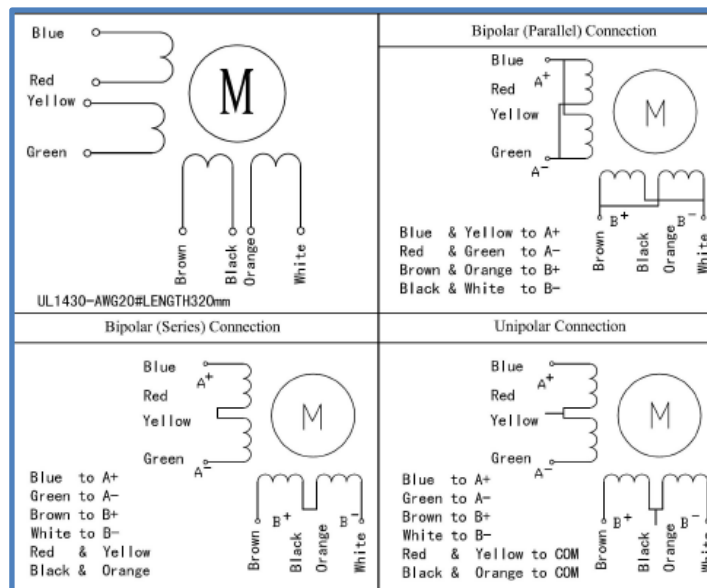 Blue
Red
Yellow
Green
M
Brown
Black
Orange
White
UL1430-AWG20#LENGTH320mm
Bipolar (Parallel) Connection
Blue
A+
Red
Yellow
Green
A-
M
B+
B-
Brown
Black
Orange
White
Blue & Yellow to A+
Red & Green to A-
Brown & Orange to B+
Black & White to B-
Bipolar (Series) Connection
Blue
A+
Red
Yellow
Green
A-
M
B+
B-
Brown
Black
Orange
White
Blue to A+
Green to A-
Brown to B+
White to B-
Red & Yellow
Black & Orange
Unipolar Connection
Blue
A+
Red
Yellow
Green
A-
M
B+
B-
Brown
Black
Orange
White
Blue to A+
Green to A-
Brown to B+
White to B-
Red & Yellow to COM
Black & Orange to COM